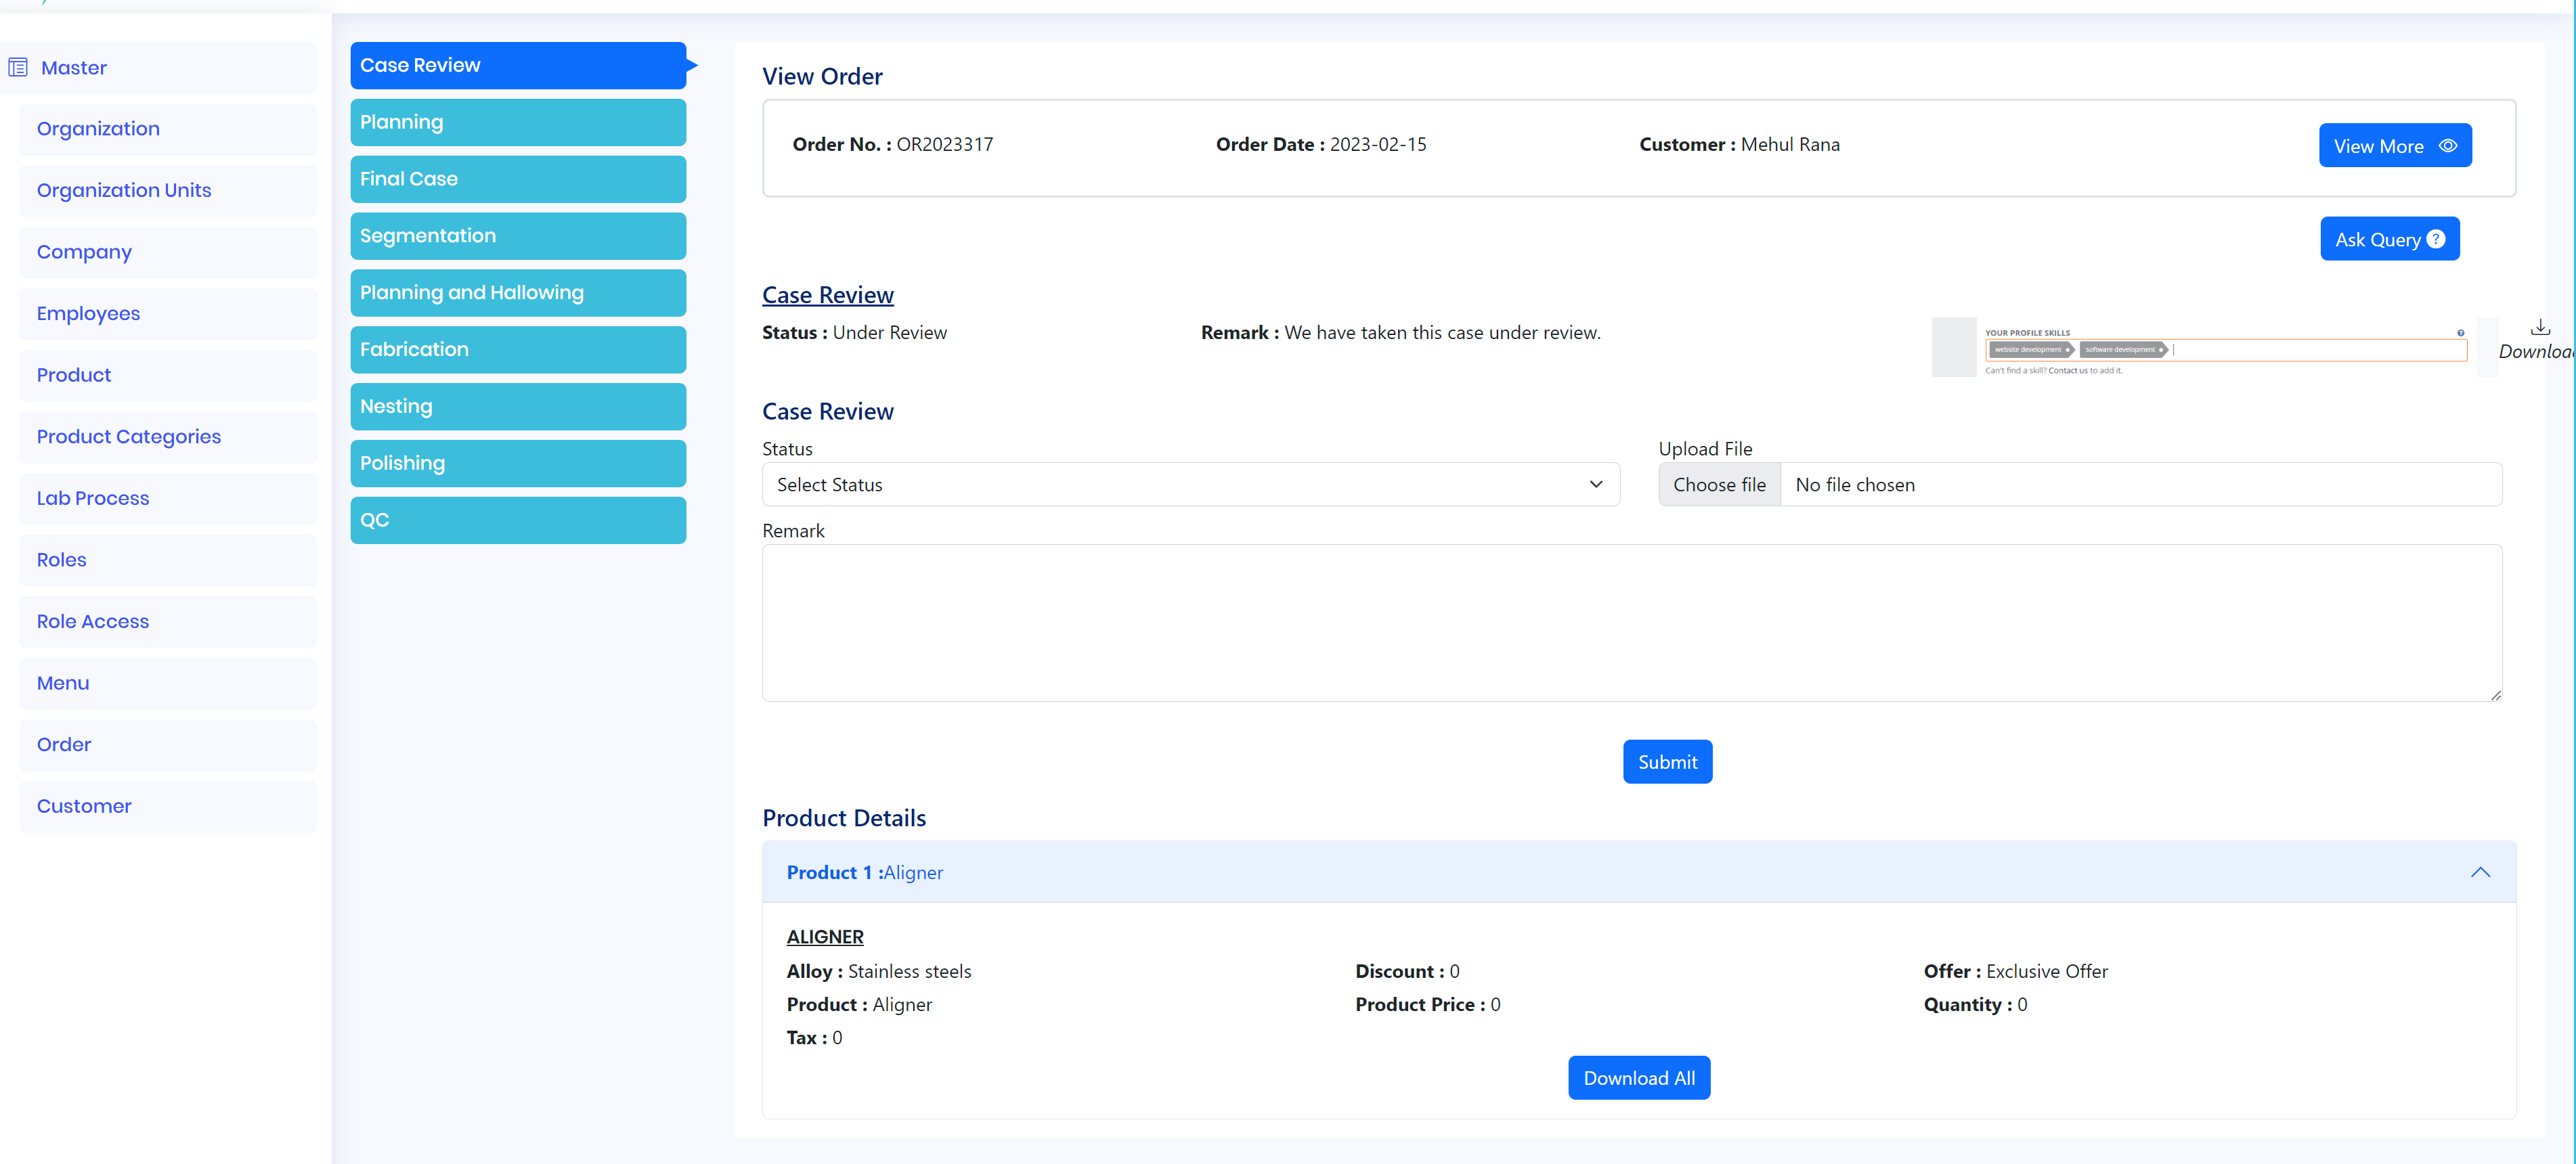 Master
Organization
Organization Units
Company
Employees
Product
Product Categories
Lab Process
Roles
Role Access
Menu
Order
Customer
Case Review
Planning
Final Case
Segmentation
Planning and Hallowing
Fabrication
Nesting
Polishing
QC
View Order
Order No. : OR2023317 Order Date : 2023-02-15 Customer : Mehul Rana View More
Ask Query ?
Case Review
Status : Under Review Remark : We have taken this case under review.
YOUR PROFILE SKILLS ?
website development software development
Can't find a skill? Contact us to add it.
Case Review
Status Upload File
Select Status Choose file No file chosen
Remark
Submit
Product Details
Product 1 :Aligner
ALIGNER
Alloy : Stainless steels Discount : 0 Offer : Exclusive Offer
Product : Aligner Product Price : 0 Quantity : 0
Tax : 0
Download All